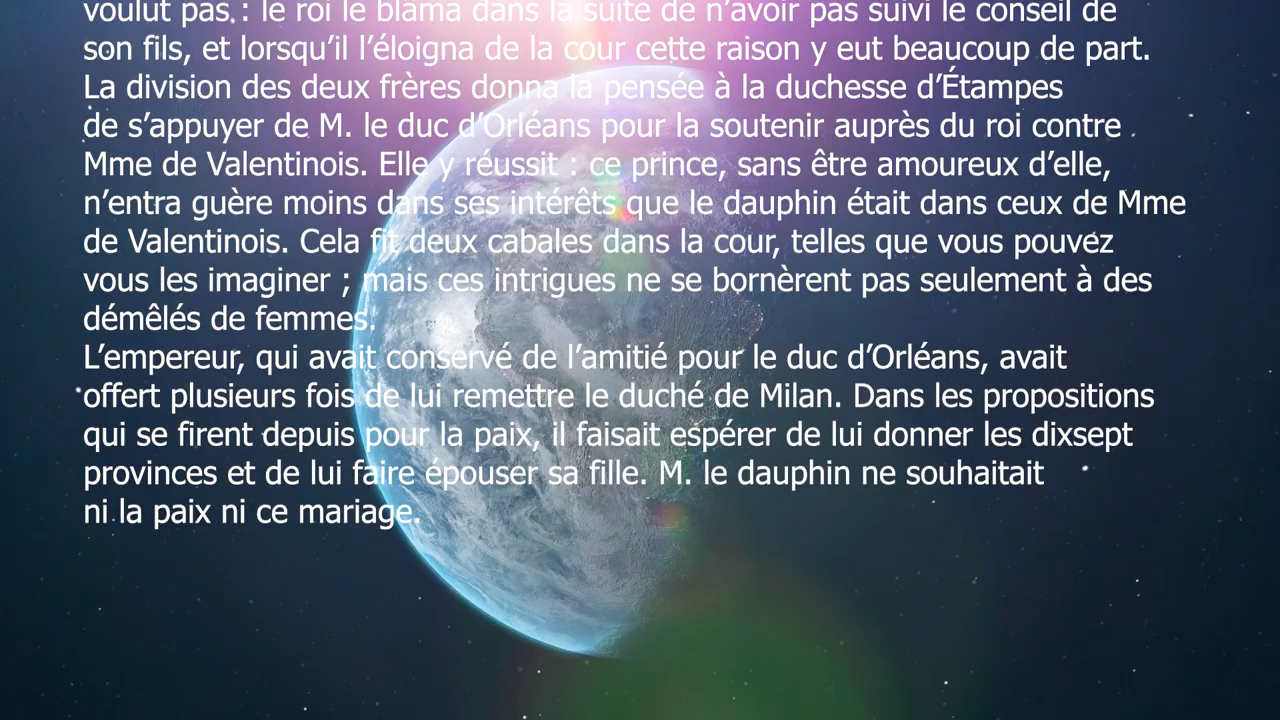 voulut pas : le roi le blâma dans la suite de n’avoir pas suivi le conseil de
son fils, et lorsqu’il l’éloigna de la cour cette raison y eut beaucoup de part.
La division des deux frères donna la pensée à la duchesse d’Étampes
de s’appuyer de M. le duc d’Orléans pour la soutenir auprès du roi contre
Mme de Valentinois. Elle y réussit : ce prince, sans être amoureux d’elle,
n’entra guère moins dans ses intérêts que le dauphin était dans ceux de Mme
de Valentinois. Cela fit deux cabales dans la cour, telles que vous pouvez
vous les imaginer ; mais ces intrigues ne se bornèrent pas seulement à des
démêlés de femmes.
L’empereur, qui avait conservé de l’amitié pour le duc d’Orléans, avait
offert plusieurs fois de lui remettre le duché de Milan. Dans les propositions
qui se firent depuis pour la paix, il faisait espérer de lui donner les dixsept
provinces et de lui faire épouser sa fille. M. le dauphin ne souhaitait
ni la paix ni ce mariage.